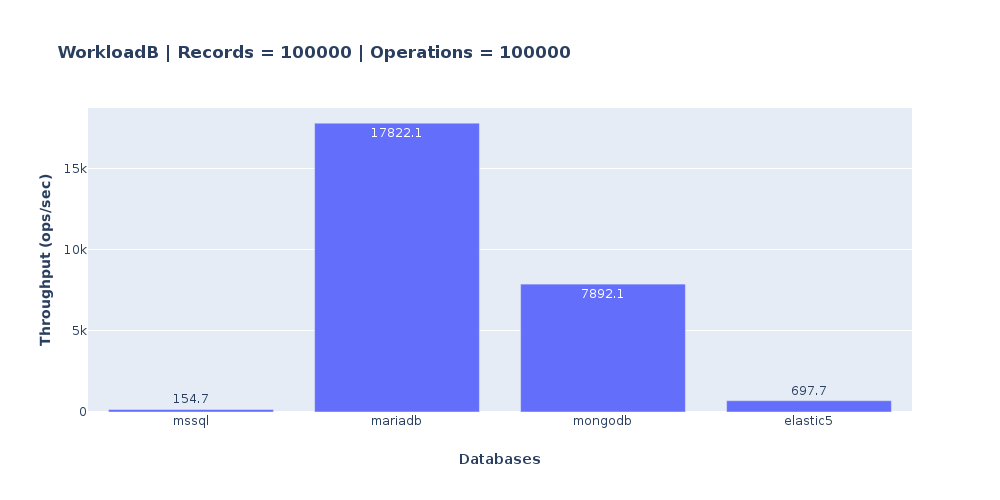 WorkloadB | Records = 100000 | Operations = 100000
Throughput (ops/sec)
15k
10k
5k
0
154.7
17822.1
7892.1
697.7
mssql
mariadb
mongodb
elastic5
Databases